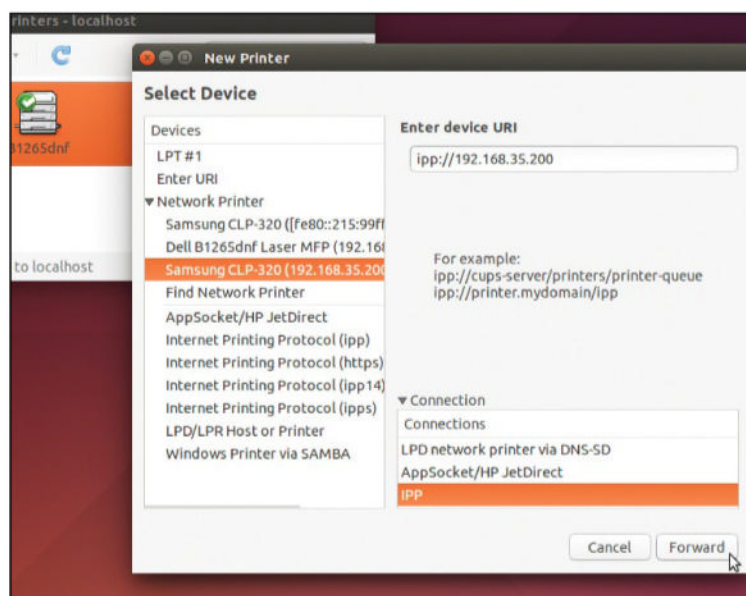 rinters - localhost
B1265dnf
to localhost
New Printer
Select Device
Devices
LPT #1
Enter URI
Network Printer
Samsung CLP-320 ([fe80::215:99ff
Dell B1265dnf Laser MFP (192.168
Samsung CLP-320 (192.168.35.200
Find Network Printer
AppSocket/HP JetDirect
Internet Printing Protocol (ipp)
Internet Printing Protocol (https)
Internet Printing Protocol (ipp14)
Internet Printing Protocol (ipps)
LPD/LPR Host or Printer
Windows Printer via SAMBA
Enter device URI
ipp://192.168.35.200
For example:
ipp://cups-server/printers/printer-queue
ipp://printer.mydomain/ipp
Connection
Connections
LPD network printer via DNS-SD
AppSocket/HP JetDirect
IPP
Cancel
Forward